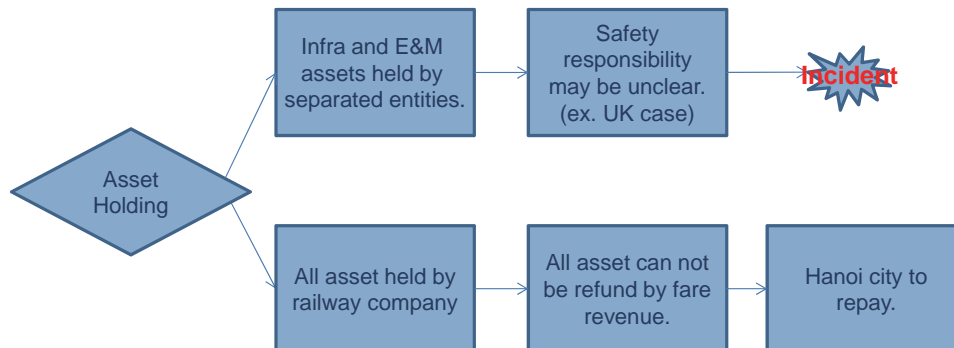 Asset
Holding
Infra and E&M
assets held by
separated entities.
Safety
responsibility
may be unclear.
(ex. UK case)
Incident
All asset held by
railway company
All asset can not
be refund by fare
revenue.
Hanoi city to
repay.